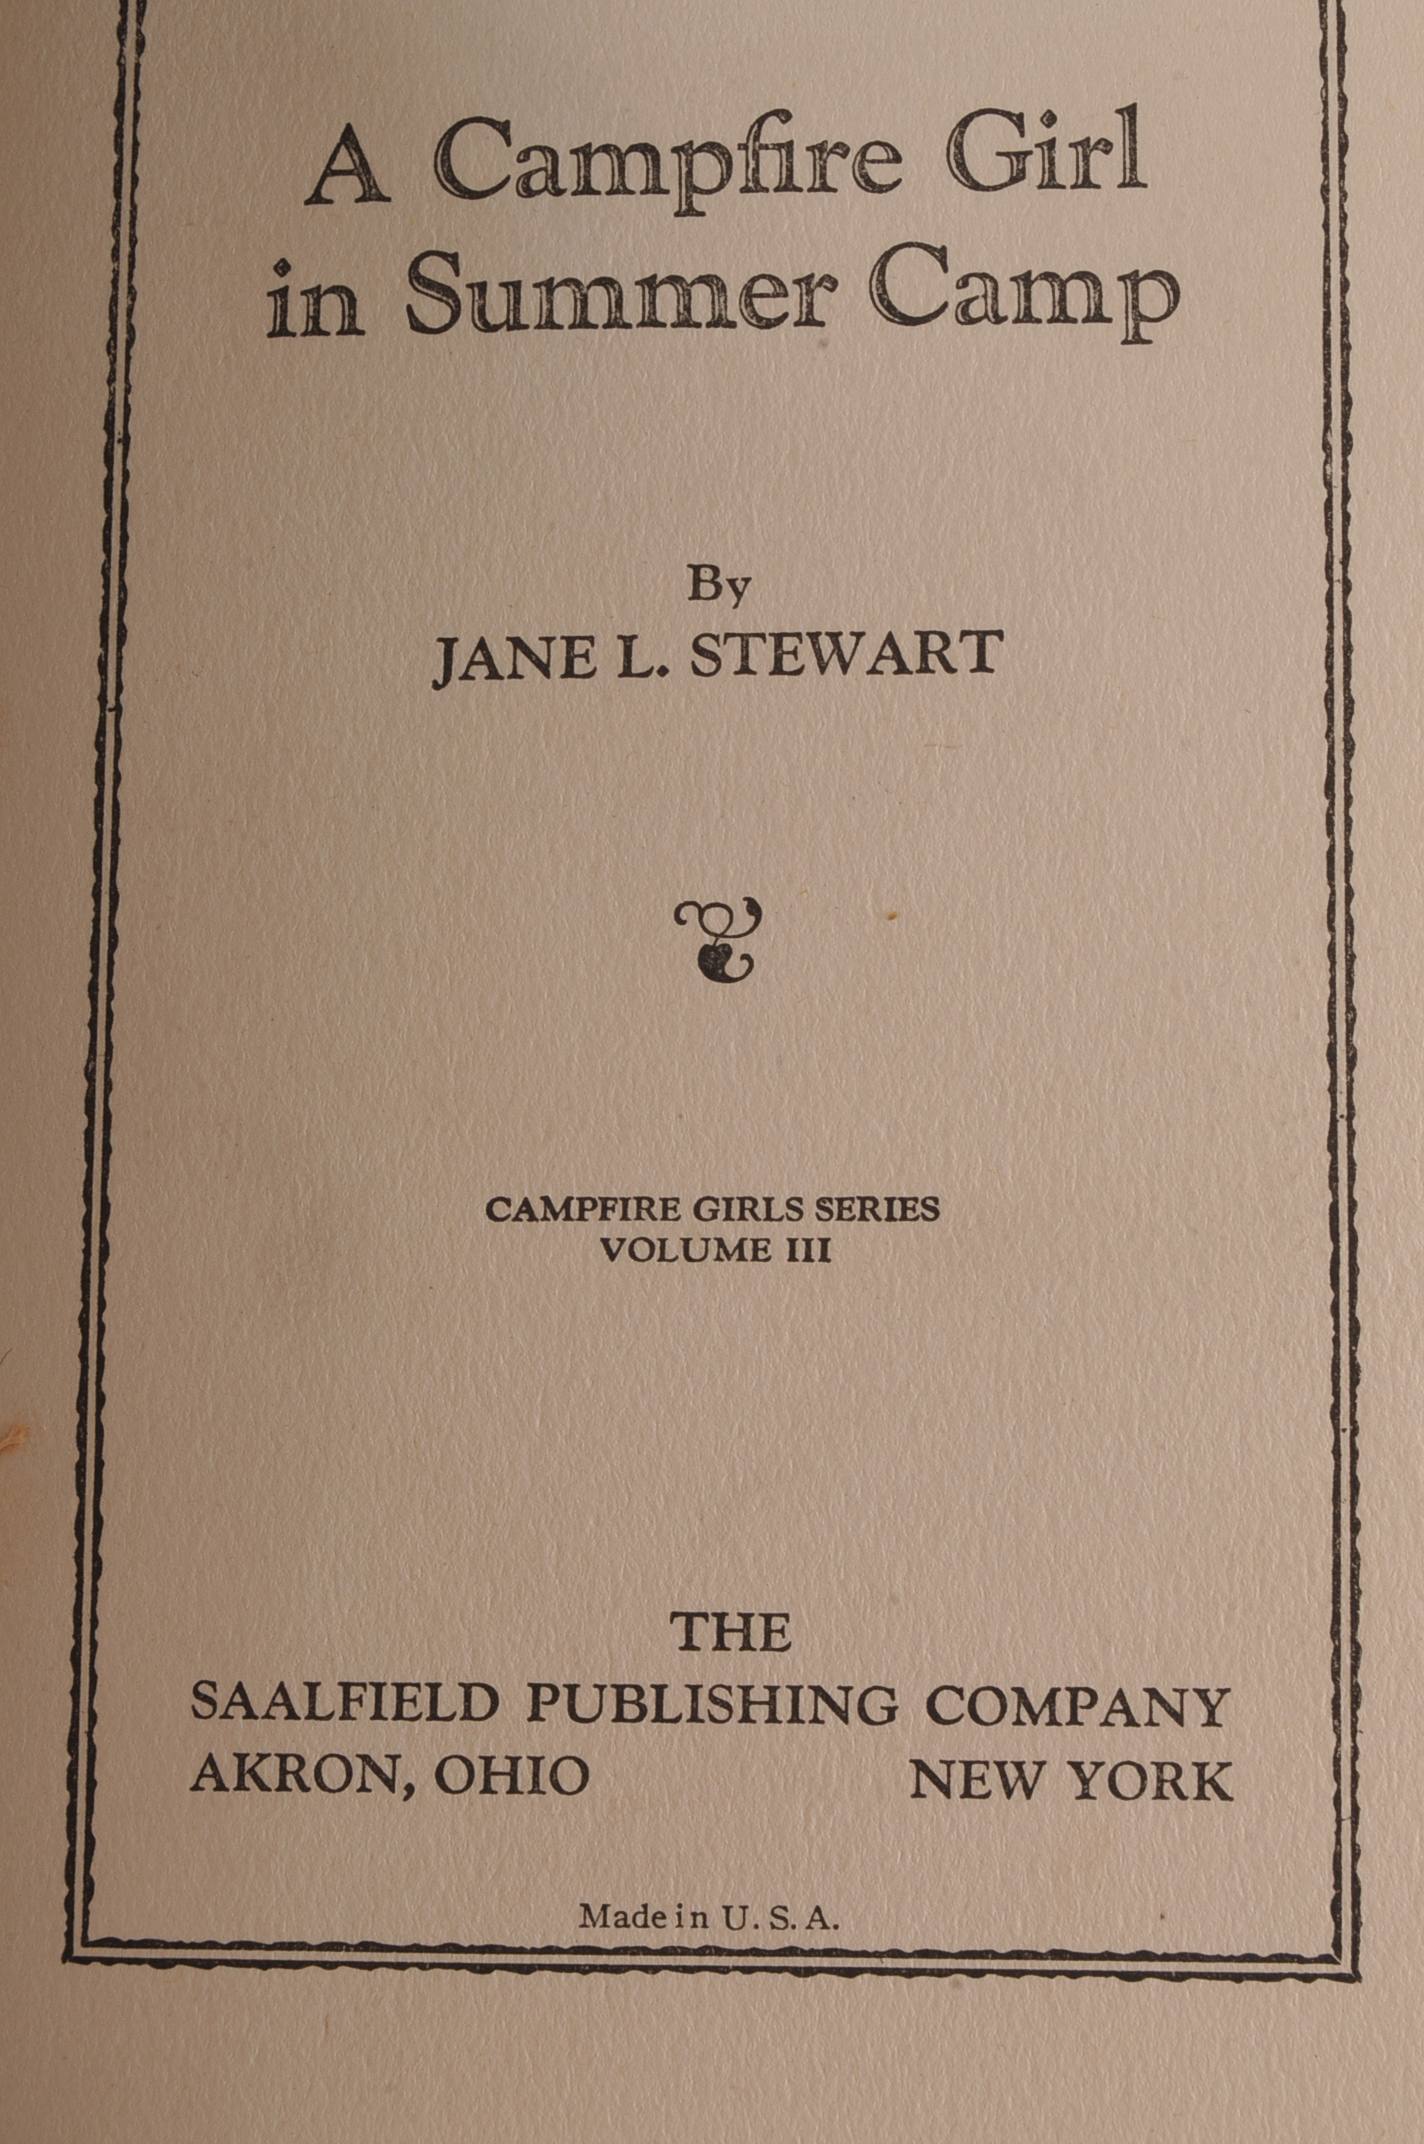 A Campfire Girl
in Summer Camp
By
JANE L. STEWART
CAMPFIRE GIRLS SERIES
VOLUME III
THE
SAALFIELD PUBLISHING COMPANY
AKRON, OHIO NEW YORK
Made in U. S. A.